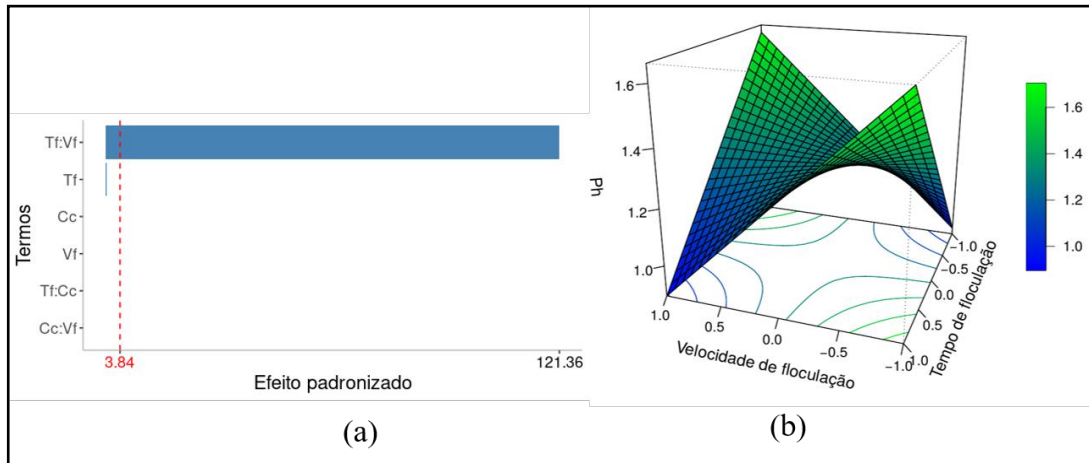 Termos
Tf:Vf
Tf
Cc
Vf
Tf:Cc
Cc:Vf
3.84
121.36
Efeito padronizado
(a)
Ph
1.6
1.4
1.2
1.0
1.0
0.5
0.0
-0.5
-1.0
Velocidade de floculação
-1.0
-0.5
0.0
0.5
1.0
Tempo de floculação
1.6
1.4
1.2
1.0
(b)